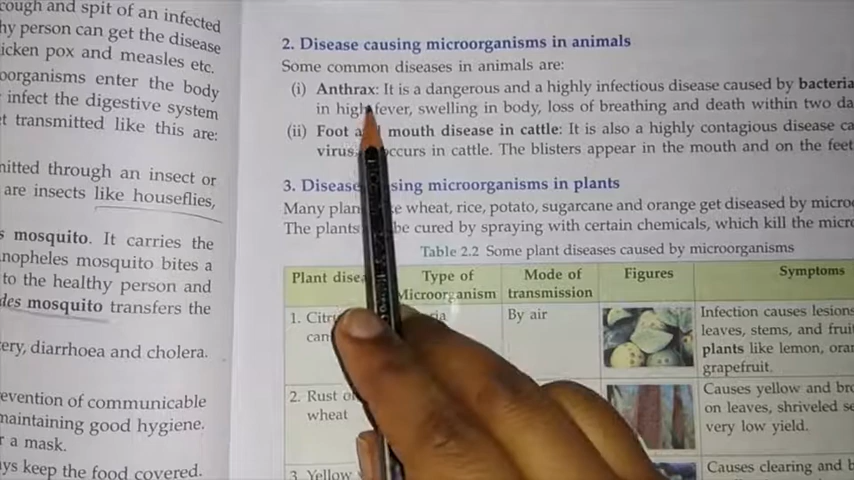 cough and spit of an infected
hy person can get the disease
icken pox and measles etc.
oorganisms enter the body
infect the digestive system
t transmitted like this are:
mitted through an insect or
are insects like houseflies,
s mosquito. It carries the
nopheles mosquito bites a
to the healthy person and
des mosquito transfers the
ery, diarrhoea and cholera.
evention of communicable
maintaining good hygiene.
a mask.
ys keep the food covered.
2. Disease causing microorganisms in animals
Some common diseases in animals are:
(i) Anthrax: It is a dangerous and a highly infectious disease caused by bacteria
in high fever, swelling in body, loss of breathing and death within two da
(ii) Foot mouth disease in cattle: It is also a highly contagious disease ca
virus. occurs in cattle. The blisters appear in the mouth and on the feet
3. Disease sing microorganisms in plants
Many plan wheat, rice, potato, sugarcane and orange get diseased by micro
The plants be cured by spraying with certain chemicals, which kill the micro
Table 2.2 Some plant diseases caused by microorganisms
Plant disea Type of Microorganism Mode of transmission Figures Symptoms
1. Citr ia By air Infection causes lesions
can leaves, stems, and fruit
plants like lemon, oran
grapefruit.
2. Rust o Causes yellow and bro
wheat on leaves, shriveled se
very low yield.
3. Yellow Causes clearing and b